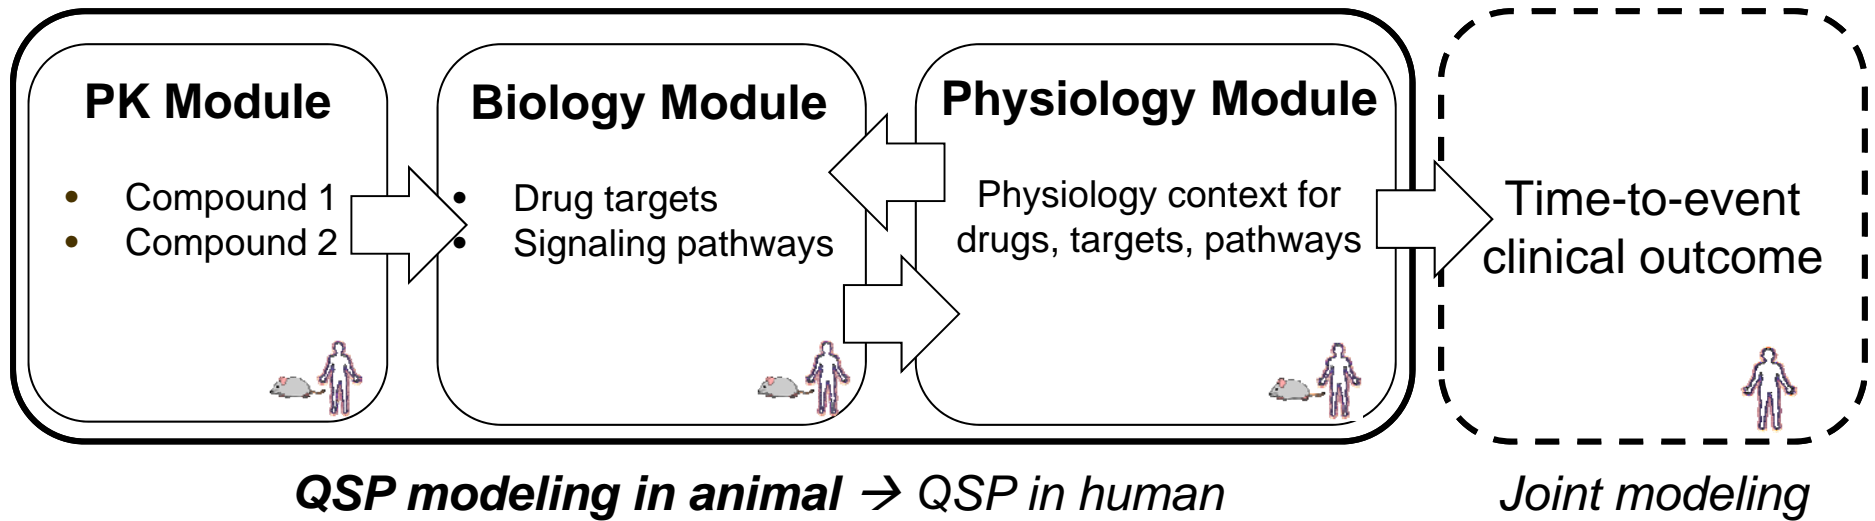 PK Module
• Compound 1
• Compound 2
Biology Module
• Drug targets
• Signaling pathways
Physiology Module
Physiology context for
drugs, targets, pathways
Time-to-event
clinical outcome
QSP modeling in animal → QSP in human
Joint modeling